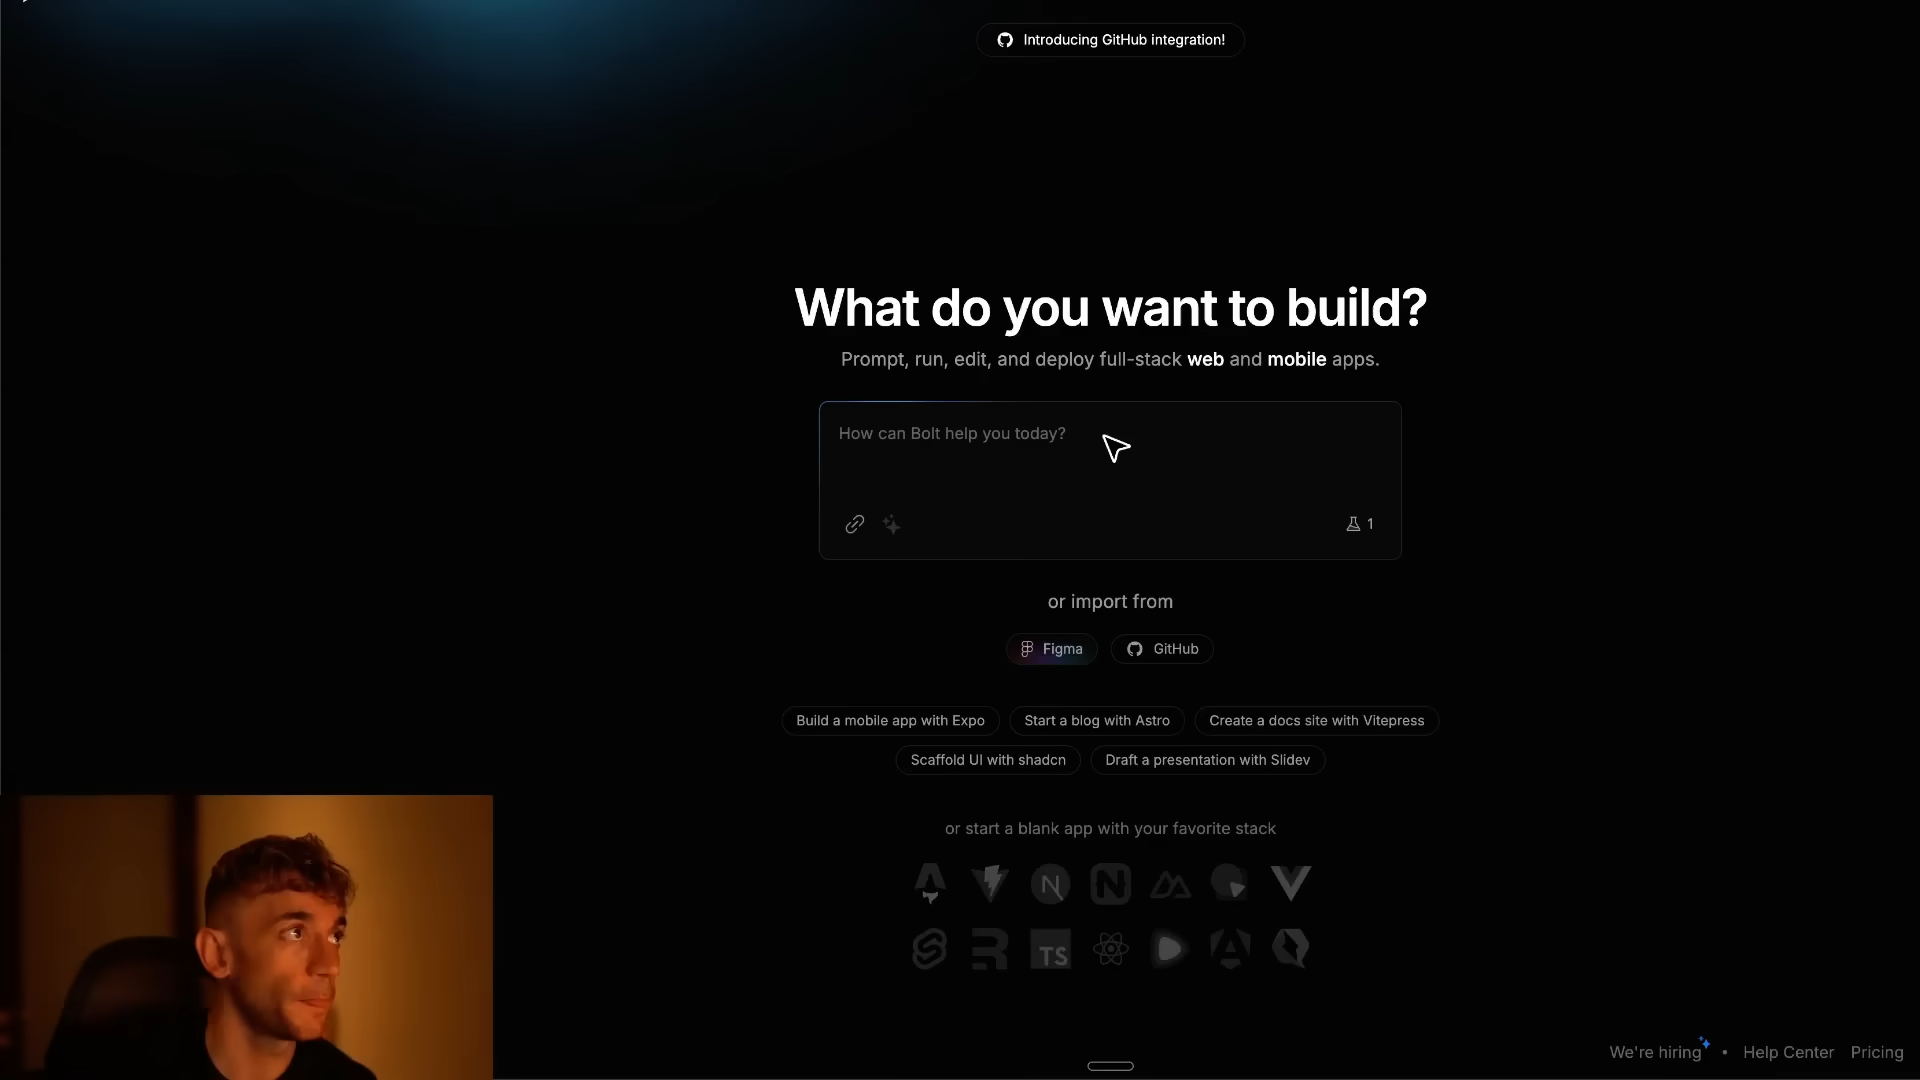 Introducing GitHub integration!
What do you want to build?
Prompt, run, edit, and deploy full-stack web and mobile apps.
How can Bolt help you today?
1
or import from
Figma
GitHub
Build a mobile app with Expo
Start a blog with Astro
Create a docs site with Vitepress
Scaffold UI with shadcn
Draft a presentation with Slidev
or start a blank app with your favorite stack
N
N
TS
We're hiring • Help Center Pricing